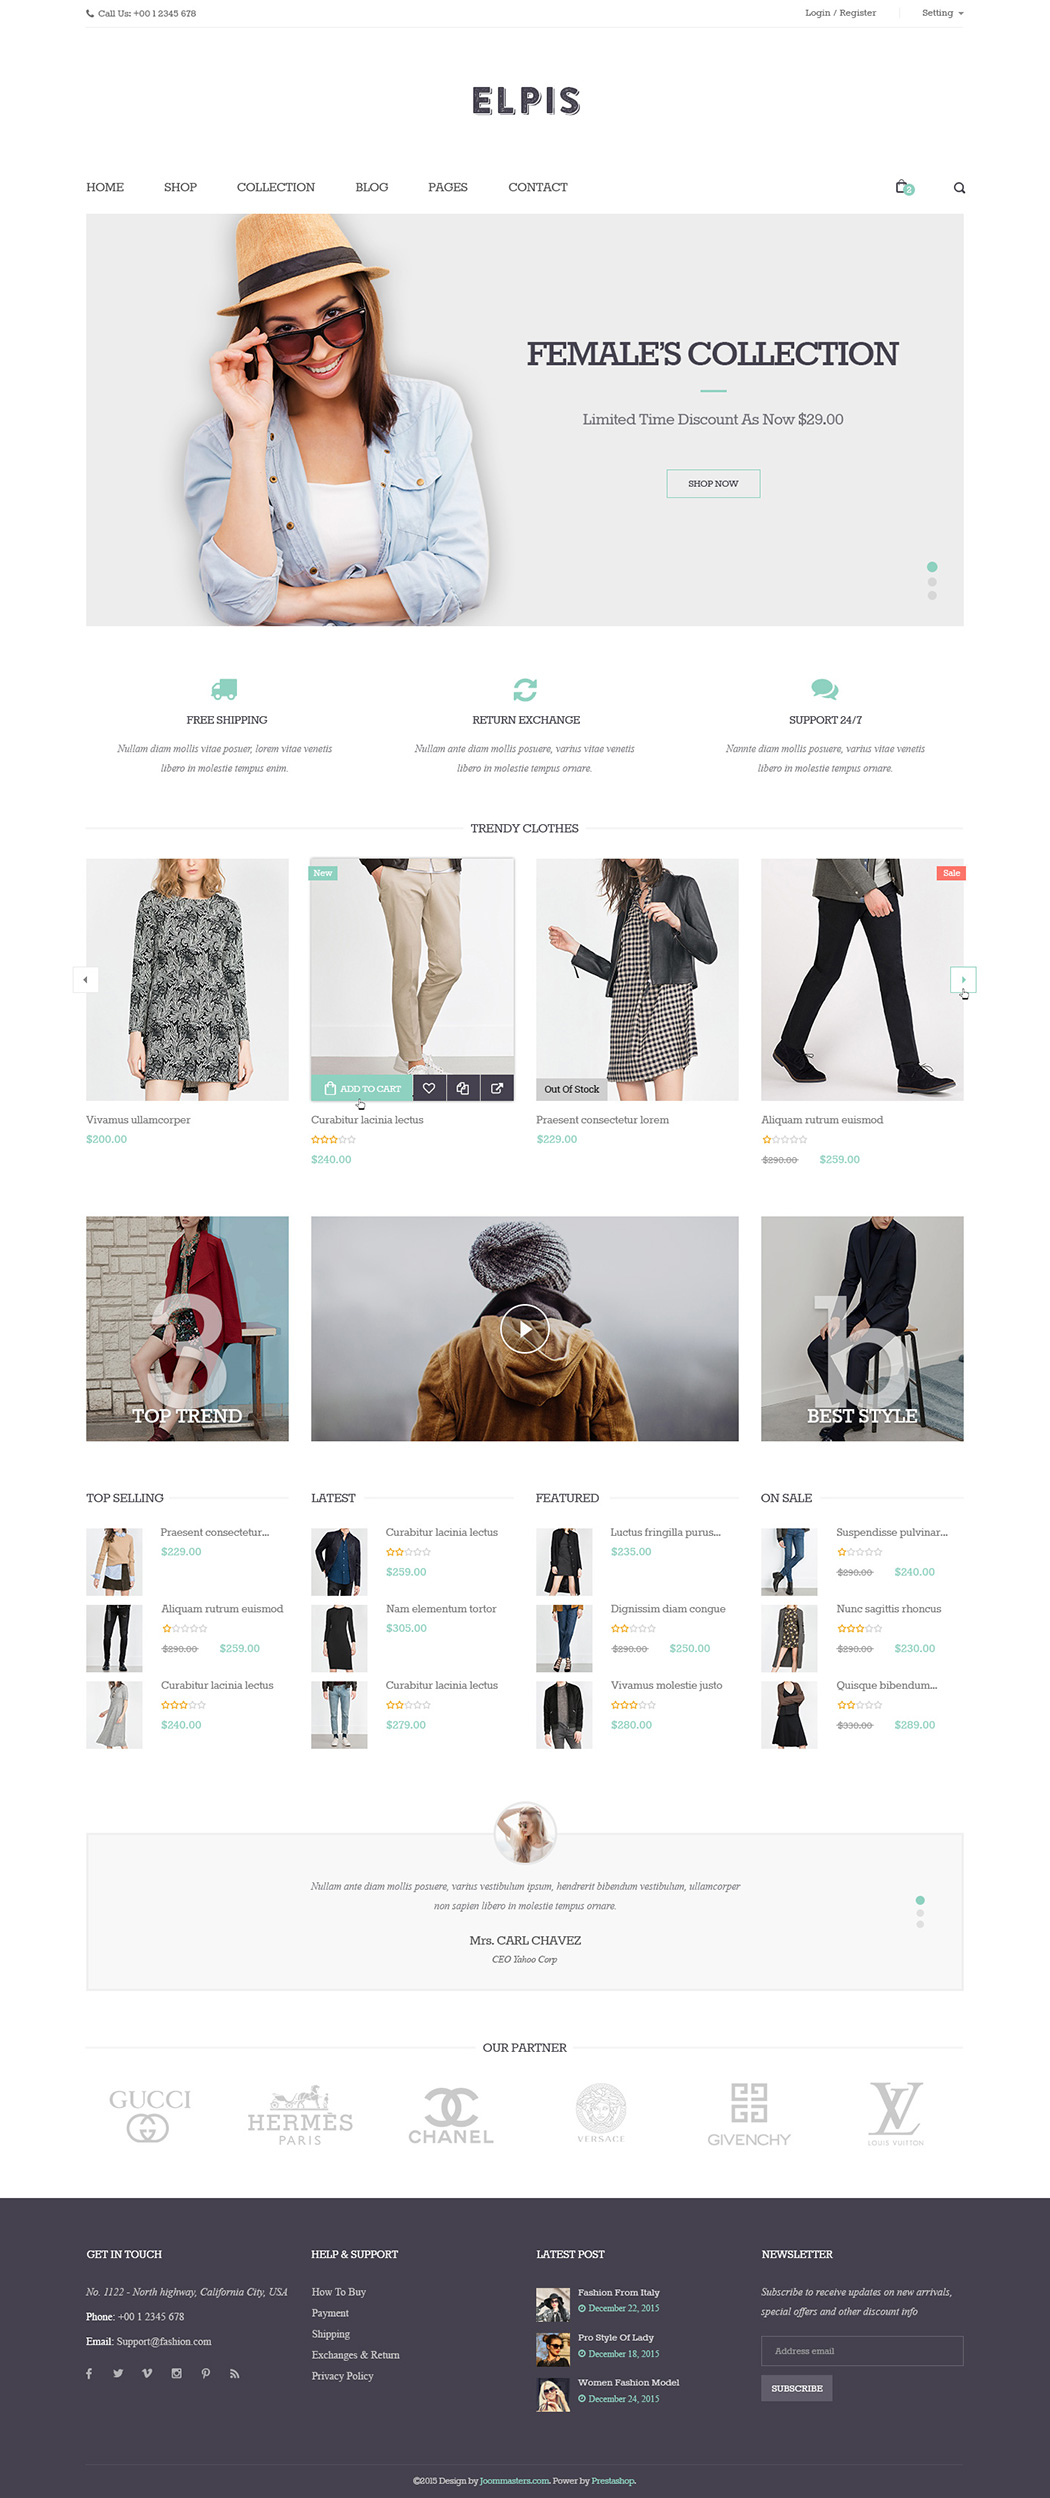 Call Us: +00 1 2345 678
Login / Register
Setting
ELPIS
HOME SHOP COLLECTION BLOG PAGES CONTACT
2
FEMALE'S COLLECTION
Limited Time Discount As Now $29.00
SHOP NOW
FREE SHIPPING
Nullam diam mollis vitae posuer, lorem vitae venetis
libero in molestie tempus enim.
RETURN EXCHANGE
Nullam ante diam mollis posuere, varius vitae venetis
libero in molestie tempus ornare.
SUPPORT 24/7
Namnte diam mollis posuere, varius vitae venetis
libero in molestie tempus ornare.
TRENDY CLOTHES
Vivamus ullamcorper
$200.00
New
ADD TO CART
Curabitur lacinia lectus
$240.00
Out Of Stock
Praesent consectetur lorem
$229.00
Sale
Aliquam rutrum euismod
$290.00 $259.00
3
TOP TREND
b
BEST STYLE
TOP SELLING
Praesent consectetur...
$229.00
Aliquam rutrum euismod
$290.00 $259.00
Curabitur lacinia lectus
$240.00
LATEST
Curabitur lacinia lectus
$259.00
Nam elementum tortor
$305.00
Curabitur lacinia lectus
$279.00
FEATURED
Luctus fringilla purus...
$235.00
Dignissim diam congue
$290.00 $250.00
Vivamus molestie justo
$280.00
ON SALE
Suspendisse pulvinar...
$290.00 $240.00
Nunc sagittis rhoncus
$290.00 $230.00
Quisque bibendum...
$330.00 $289.00
Nullam ante diam mollis posuere, varius vestibulum ipsum, hendrerit bibendum vestibulum, ullamcorper
non sapien libero in molestie tempus ornare.
Mrs. CARL CHAVEZ
CEO Yahoo Corp
OUR PARTNER
GUCCI
HERMÈS
PARIS
CHANEL
VERSACE
GIVENCHY
LV
LOUIS VUITTON
GET IN TOUCH
No. 1122 - North highway, California City, USA
Phone: +00 1 2345 678
Email: Support@fashion.com
HELP & SUPPORT
How To Buy
Payment
Shipping
Exchanges & Return
Privacy Policy
LATEST POST
Fashion From Italy
December 22, 2015
Pro Style Of Lady
December 18, 2015
Women Fashion Model
December 24, 2015
NEWSLETTER
Subscribe to receive updates on new arrivals,
special offers and other discount info
Address email
SUBSCRIBE
©2015 Design by Joommasters.com. Power by Prestashop.